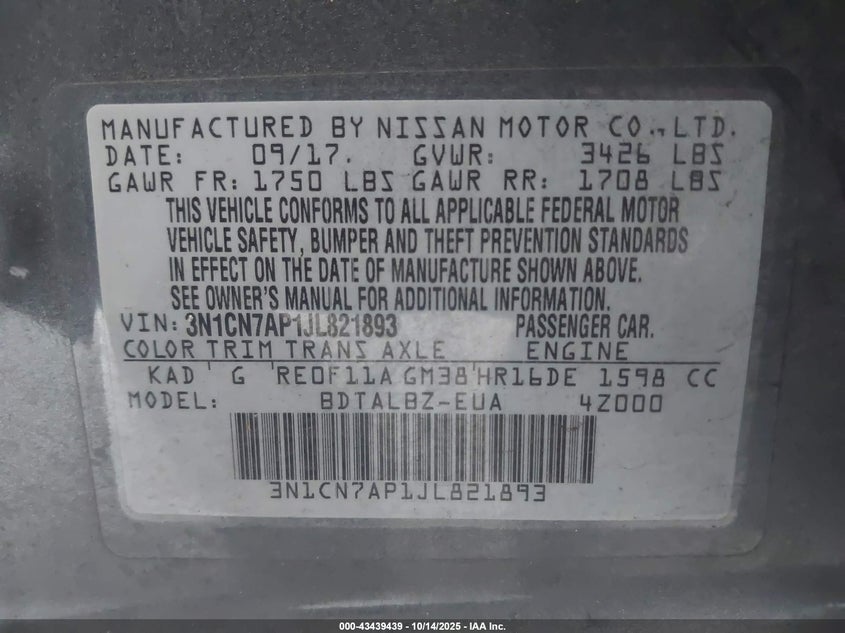 MANUFACTURED BY NISSAN MOTOR CO., LTD.
DATE: 09/17. GVWR: 3426 LBS
GAWR FR: 1750 LBS GAWR RR: 1708 LBS
THIS VEHICLE CONFORMS TO ALL APPLICABLE FEDERAL MOTOR
VEHICLE SAFETY, BUMPER AND THEFT PREVENTION STANDARDS
IN EFFECT ON THE DATE OF MANUFACTURE SHOWN ABOVE.
SEE OWNER'S MANUAL FOR ADDITIONAL INFORMATION.
VIN: 3N1CN7AP1JL821893 PASSENGER CAR.
COLOR TRIM TRANS AXLE ENGINE
KAD G RE0F11A GM38 HR16DE 1598 CC
MODEL: BDTALBZ-EUA 4Z000
3N1CN7AP1JL821893
000-43439439 - 10/14/2025 - IAA Inc.